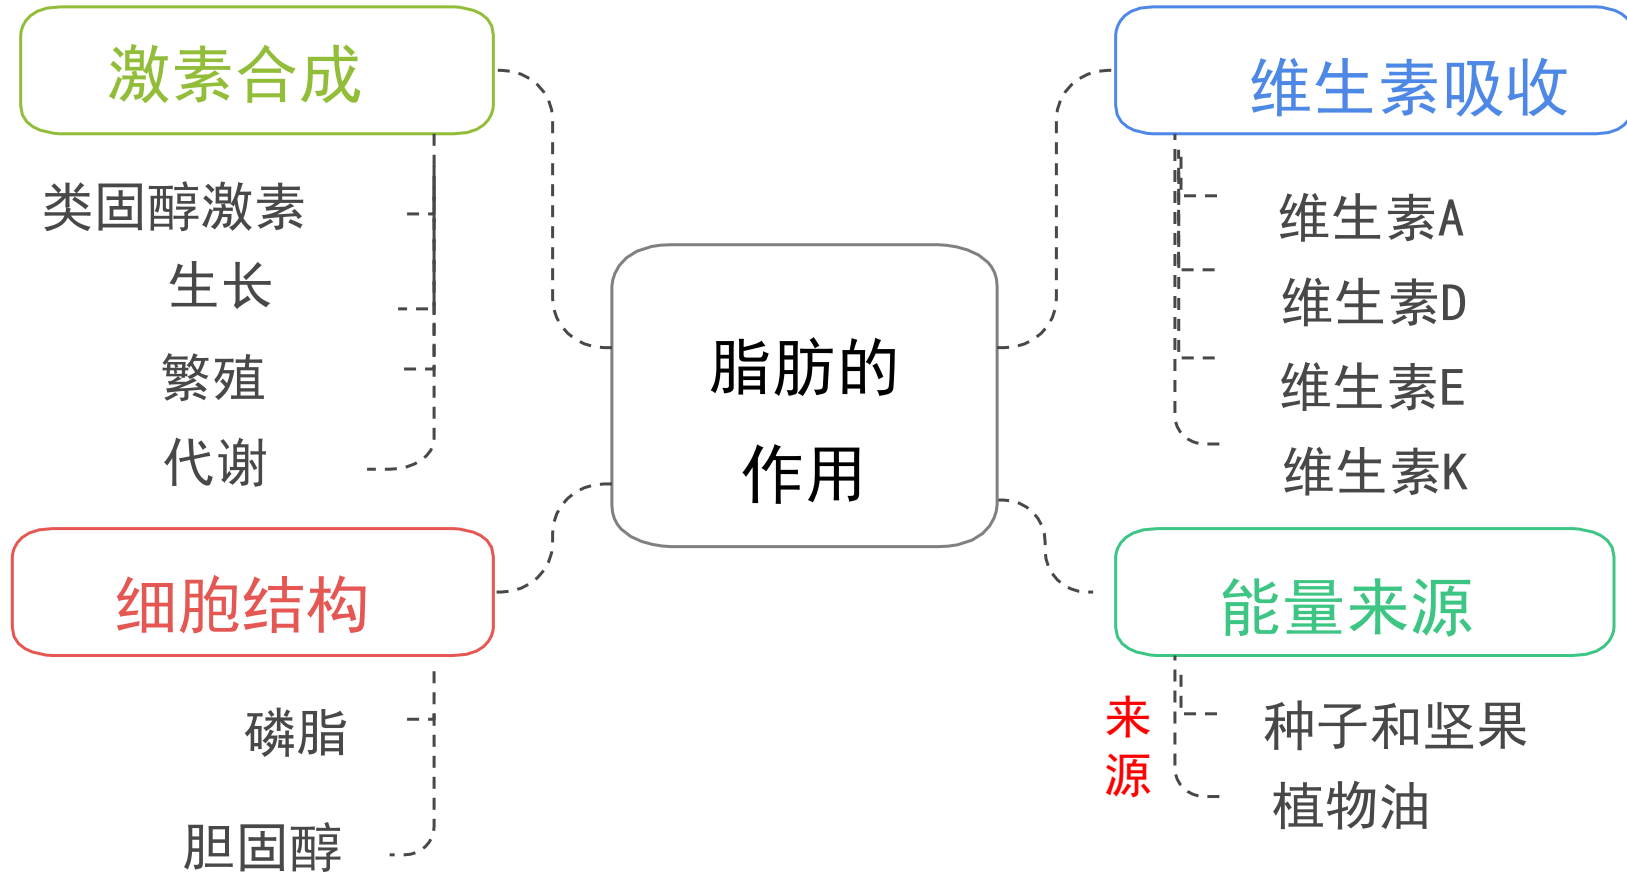 激素合成
类固醇激素
生长
繁殖
代谢
细胞结构
磷脂
胆固醇
脂肪的
作用
维生素吸收
维生素A
维生素D
维生素E
维生素K
能量来源
来
源
种子和坚果
植物油